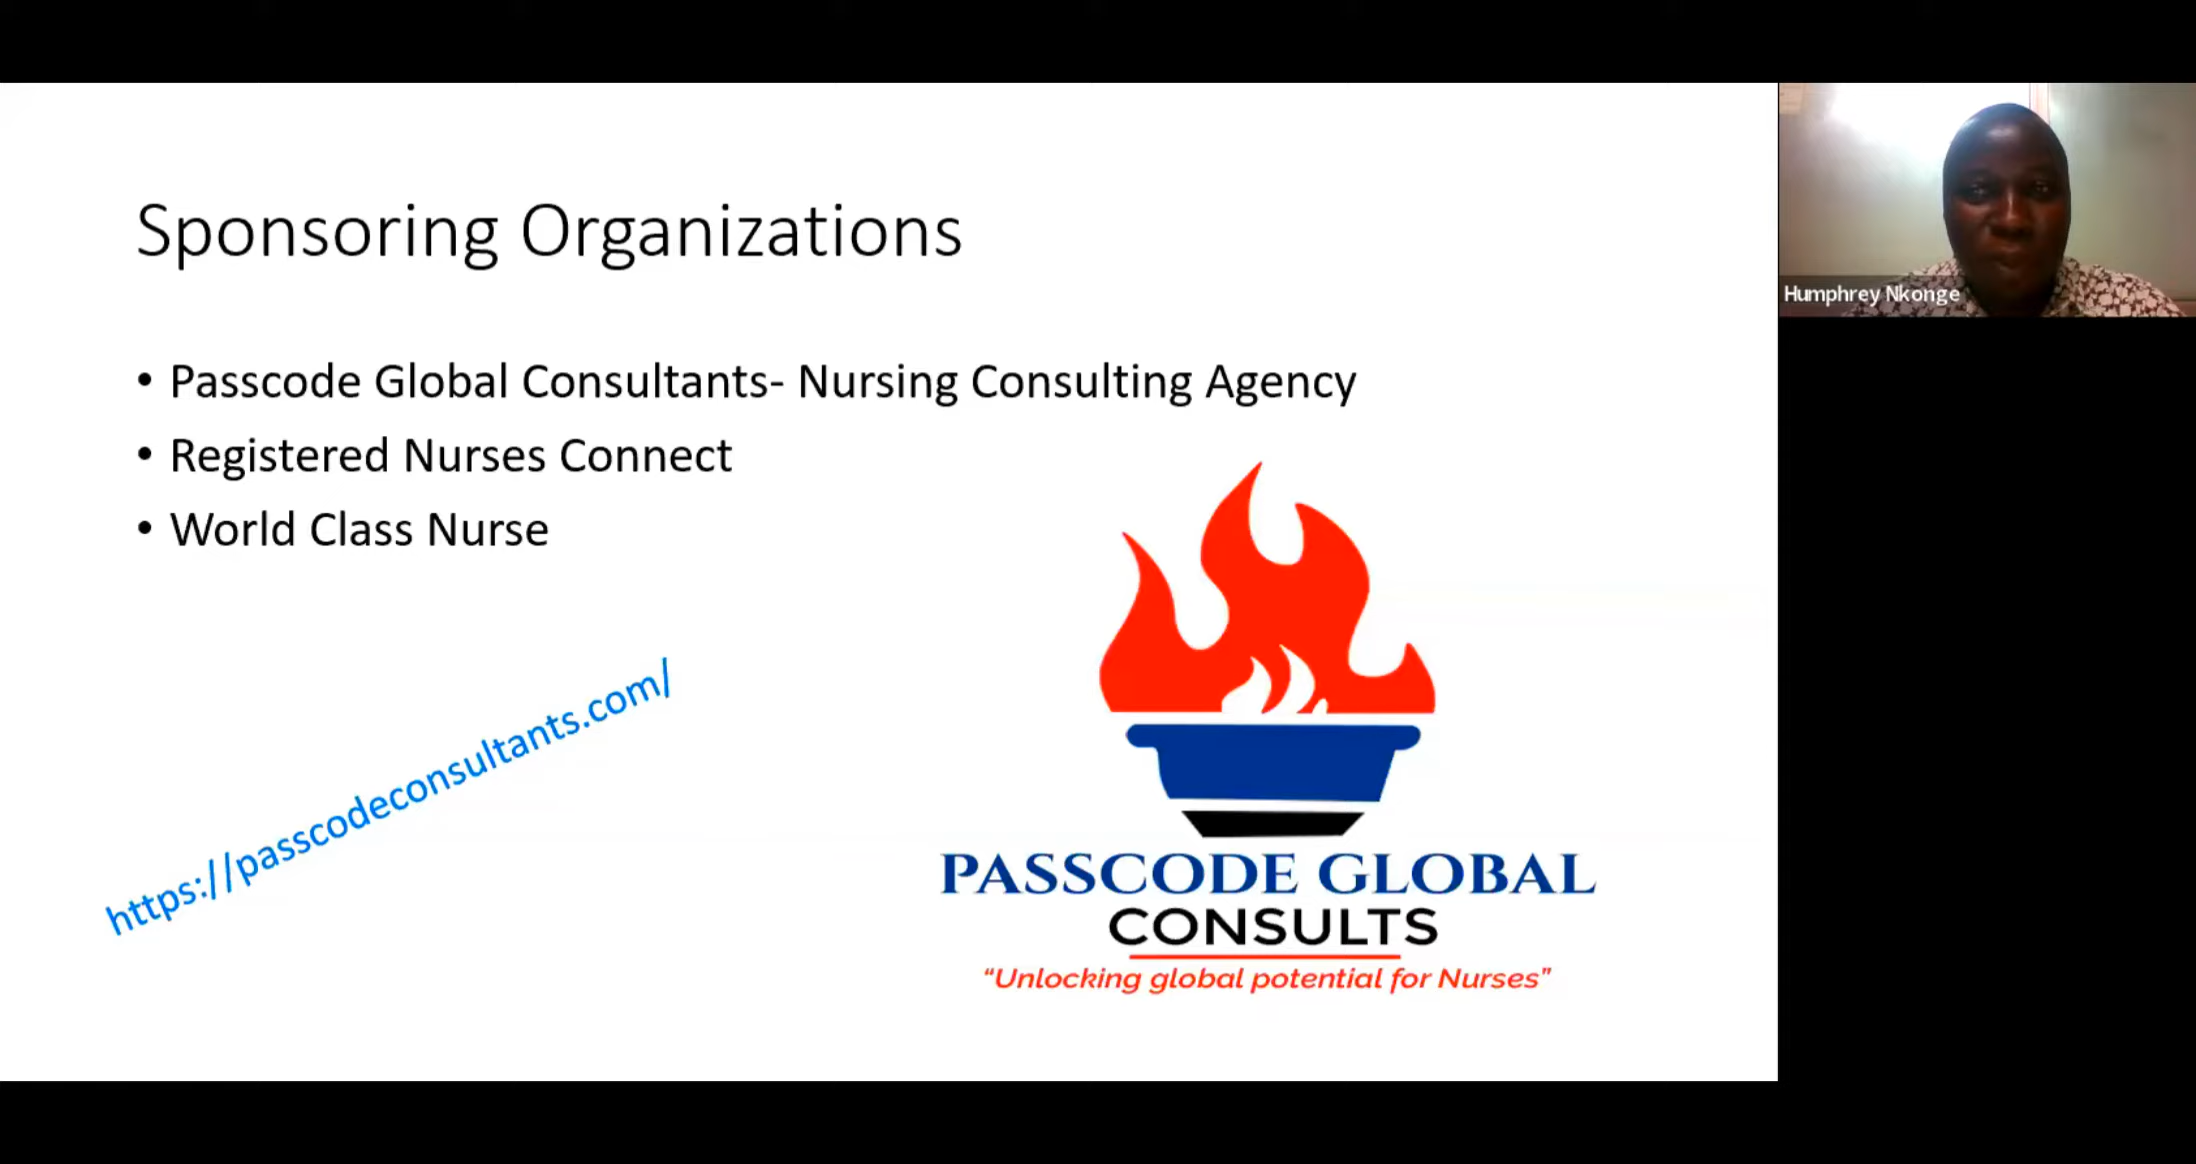 Sponsoring Organizations
• Passcode Global Consultants- Nursing Consulting Agency
• Registered Nurses Connect
• World Class Nurse
https://passcodeconsultants.com/
PASSCODE GLOBAL
CONSULTS
“Unlocking global potential for Nurses”
Humphrey Nkonge